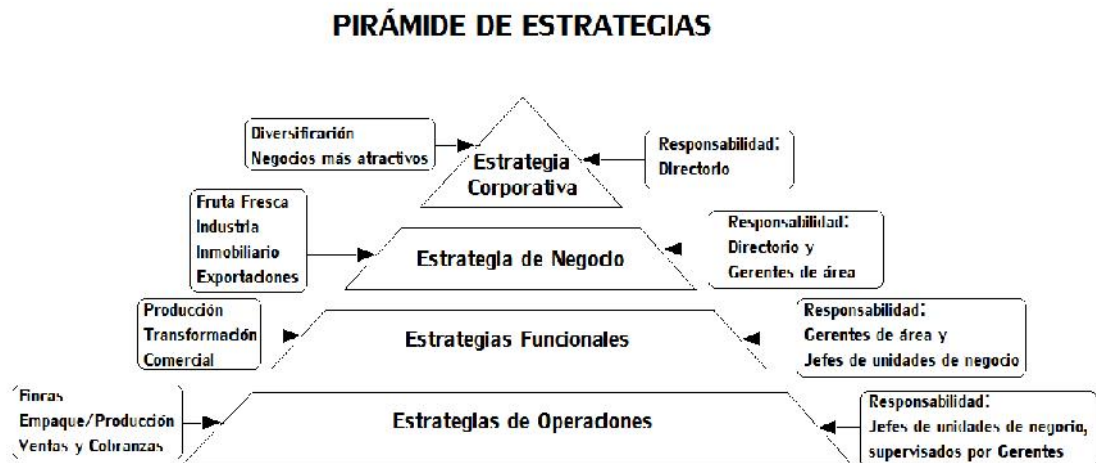 PIRÁMIDE DE ESTRATEGIAS
Diversificación
Negocios más atractivos
Estrategia
Corporativa
Responsabilidad:
Directorio
Fruta Fresca
Industria
Inmobiliario
Exportaciones
Estrategia de Negocio
Responsabilidad:
Directorio y
Gerentes de área
Producción
Transformación
Comercial
Estrategias Funcionales
Responsabilidad:
Gerentes de área y
Jefes de unidades de negocio
Fincas
Empaque/Producción
Ventas y Cobranzas
Estrategias de Operaciones
Responsabilidad:
Jefes de unidades de negocio,
supervisados por Gerentes